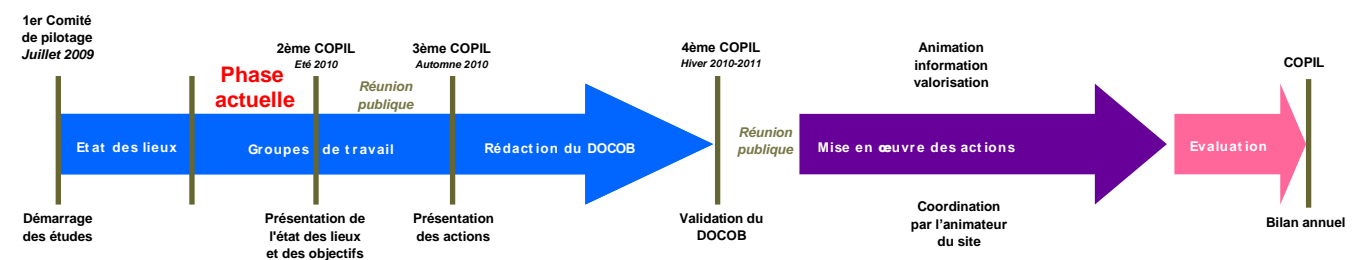 1er Comité
de pilotage
Juillet 2009
2ème COPIL
Eté 2010
3ème COPIL
Automne 2010
4ème COPIL
Hiver 2010-2011
Animation
information
valorisation
COPIL
Phase
actuelle
Réunion
publique
Etat des lieux
Groupes de travail
Rédaction du DOCOB
Réunion
publique
Mise en œuvre des actions
Evaluation
Démarrage
des études
Présentation de
l'état des lieux
et des objectifs
Présentation
des actions
Validation du
DOCOB
Coordination
par l’animateur
du site
Bilan annuel